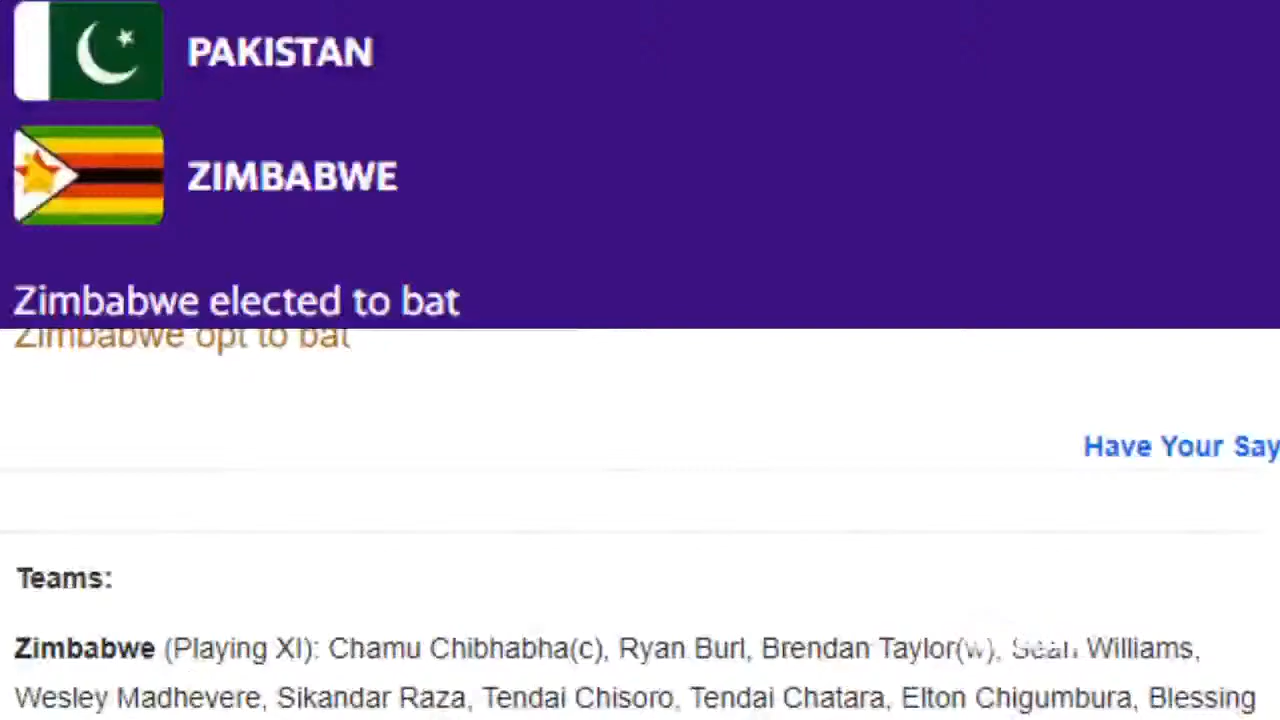 PAKISTAN
ZIMBABWE
Zimbabwe elected to bat
Zimbabwe opt to bat
Have Your Say
Teams:
Zimbabwe (Playing XI): Chamu Chibhabha(c), Ryan Burl, Brendan Taylor(w), Sean Williams,
Wesley Madhevere, Sikandar Raza, Tendai Chisoro, Tendai Chatara, Elton Chigumbura, Blessing